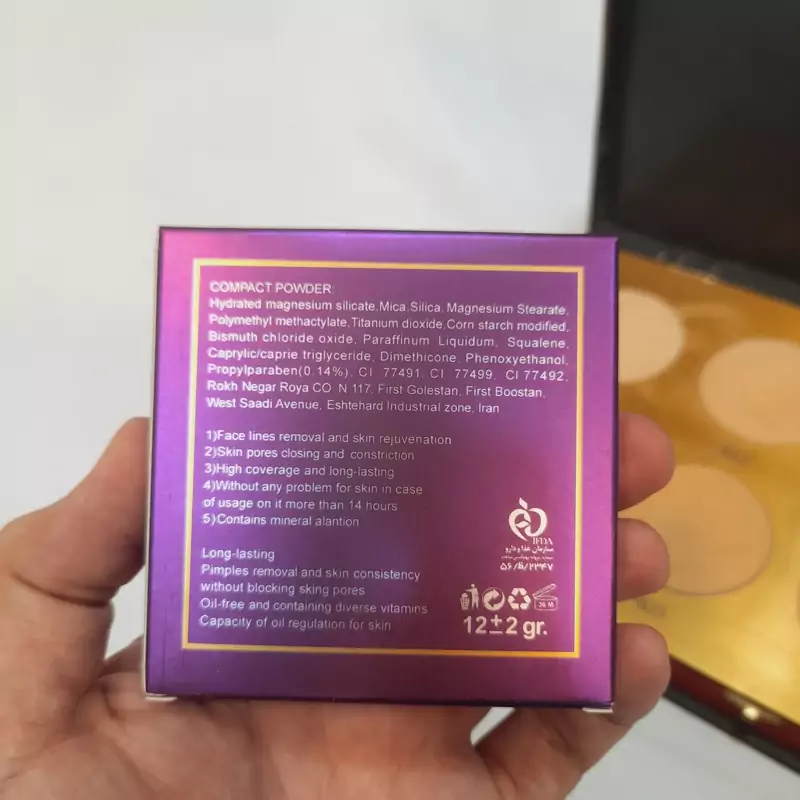 COMPACT POWDER
Hydrated magnesium silicate,Mica,Silica, Magnesium Stearate,
Polymethyl methactylate,Titanium dioxide,Corn starch modified,
Bismuth chloride oxide, Paraffinum Liquidum, Squalene,
Caprylic/caprie triglyceride, Dimethicone, Phenoxyethanol,
Propylparaben(0.14%), CI 77491, CI 77499, CI 77492,
Rokh Negar Roya CO N 117, First Golestan, First Boostan,
West Saadi Avenue, Eshtehard Industrial zone, Iran
1)Face lines removal and skin rejuvenation
2)Skin pores closing and constriction
3)High coverage and long-lasting
4)Without any problem for skin in case
of usage on it more than 14 hours
5)Contains mineral alantion
Long-lasting
Pimples removal and skin consistency
without blocking sking pores
Oil-free and containing diverse vitamins
Capacity of oil regulation for skin
IFDA
سازمان غذا و دارو
۵۶/B/۲۳۴۷
36 M
12±2 gr.